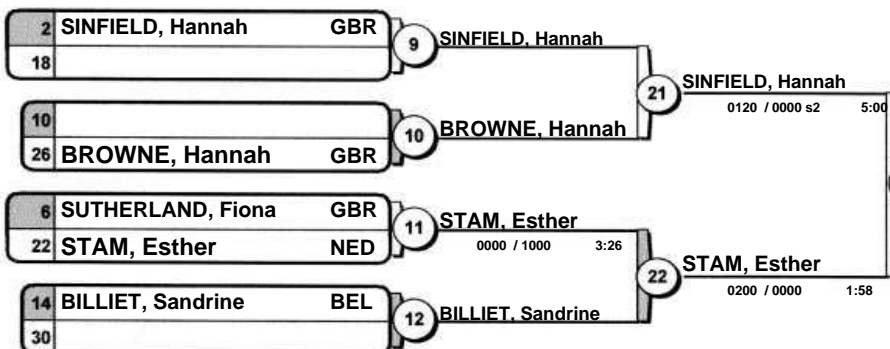 2 SINFIELD, Hannah GBR
18
9 SINFIELD, Hannah
10
26 BROWNE, Hannah GBR
10 BROWNE, Hannah
21 SINFIELD, Hannah
0120 / 0000 s2 5:00
6 SUTHERLAND, Fiona GBR
22 STAM, Esther NED
11 STAM, Esther
0000 / 1000 3:26
14 BILLIET, Sandrine BEL
30
12 BILLIET, Sandrine
22 STAM, Esther
0200 / 0000 1:58